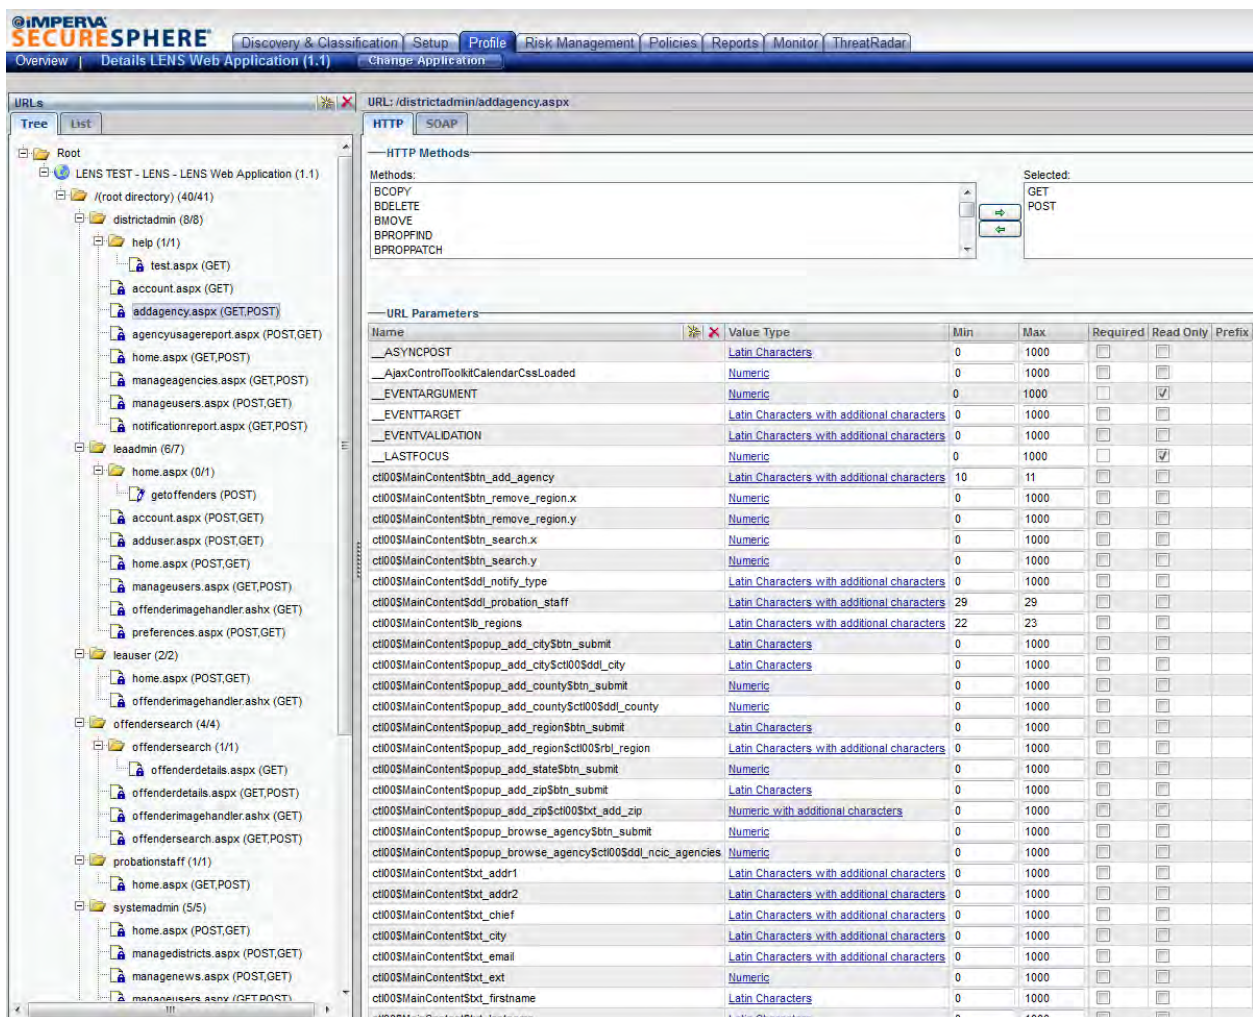 IMPERVA
SECURESPHERE
Discovery & Classification Setup Profile Risk Management Policies Reports Monitor ThreatRadar
Overview | Details LENS Web Application (1.1) Change Application
URLs
Tree List
Root
LENS TEST - LENS - LENS Web Application (1.1)
/(root directory) (40/41)
districtadmin (8/8)
help (1/1)
test.aspx (GET)
account.aspx (GET)
addagency.aspx (GET,POST)
agencyusagereport.aspx (POST,GET)
home.aspx (GET,POST)
manageagencies.aspx (GET,POST)
manageusers.aspx (POST,GET)
notificationreport.aspx (GET,POST)
leaadmin (6/7)
home.aspx (0/1)
getoffenders (POST)
account.aspx (POST,GET)
adduser.aspx (POST,GET)
home.aspx (POST,GET)
manageusers.aspx (GET,POST)
offenderimagehandler.ashx (GET)
preferences.aspx (POST,GET)
leauser (2/2)
home.aspx (POST,GET)
offenderimagehandler.ashx (GET)
offendersearch (4/4)
offendersearch (1/1)
offenderdetails.aspx (GET)
offenderdetails.aspx (GET,POST)
offenderimagehandler.ashx (GET)
offendersearch.aspx (GET,POST)
probationstaff (1/1)
home.aspx (GET,POST)
systemadmin (5/5)
home.aspx (POST,GET)
managedistricts.aspx (POST,GET)
managenews.aspx (POST,GET)
manageusers.aspx (GET,POST)
URL: /districtadmin/addagency.aspx
HTTP SOAP
HTTP Methods
Methods:
BCOPY
BDELETE
BMOVE
BPROPFIND
BPROPPATCH
Selected:
GET
POST
URL Parameters
Name Value Type Min Max Required Read Only Prefix
__ASYNCPOST Latin Characters 0 1000
__AjaxControlToolkitCalendarCssLoaded Numeric 0 1000
__EVENTARGUMENT Numeric 0 1000
__EVENTTARGET Latin Characters with additional characters 0 1000
__EVENTVALIDATION Latin Characters with additional characters 0 1000
__LASTFOCUS Numeric 0 1000
ctl00$MainContent$btn_add_agency Latin Characters with additional characters 10 11
ctl00$MainContent$btn_remove_region.x Numeric 0 1000
ctl00$MainContent$btn_remove_region.y Numeric 0 1000
ctl00$MainContent$btn_search.x Numeric 0 1000
ctl00$MainContent$btn_search.y Numeric 0 1000
ctl00$MainContent$ddl_notify_type Latin Characters with additional characters 0 1000
ctl00$MainContent$ddl_probation_staff Latin Characters with additional characters 29 29
ctl00$MainContent$lb_regions Latin Characters with additional characters 22 23
ctl00$MainContent$popup_add_city$btn_submit Latin Characters 0 1000
ctl00$MainContent$popup_add_city$ctl00$ddl_city Latin Characters 0 1000
ctl00$MainContent$popup_add_county$btn_submit Numeric 0 1000
ctl00$MainContent$popup_add_county$ctl00$ddl_county Numeric 0 1000
ctl00$MainContent$popup_add_region$btn_submit Latin Characters 0 1000
ctl00$MainContent$popup_add_region$ctl00$rbl_region Latin Characters with additional characters 0 1000
ctl00$MainContent$popup_add_state$btn_submit Numeric 0 1000
ctl00$MainContent$popup_add_zip$btn_submit Latin Characters 0 1000
ctl00$MainContent$popup_add_zip$ctl00$txt_add_zip Numeric with additional characters 0 1000
ctl00$MainContent$popup_browse_agency$btn_submit Numeric 0 1000
ctl00$MainContent$popup_browse_agency$ctl00$ddl_ncic_agencies Numeric 0 1000
ctl00$MainContent$txt_addr1 Latin Characters with additional characters 0 1000
ctl00$MainContent$txt_addr2 Latin Characters with additional characters 0 1000
ctl00$MainContent$txt_chief Latin Characters with additional characters 0 1000
ctl00$MainContent$txt_city Latin Characters with additional characters 0 1000
ctl00$MainContent$txt_email Latin Characters with additional characters 0 1000
ctl00$MainContent$txt_ext Numeric 0 1000
ctl00$MainContent$txt_firstname Latin Characters 0 1000